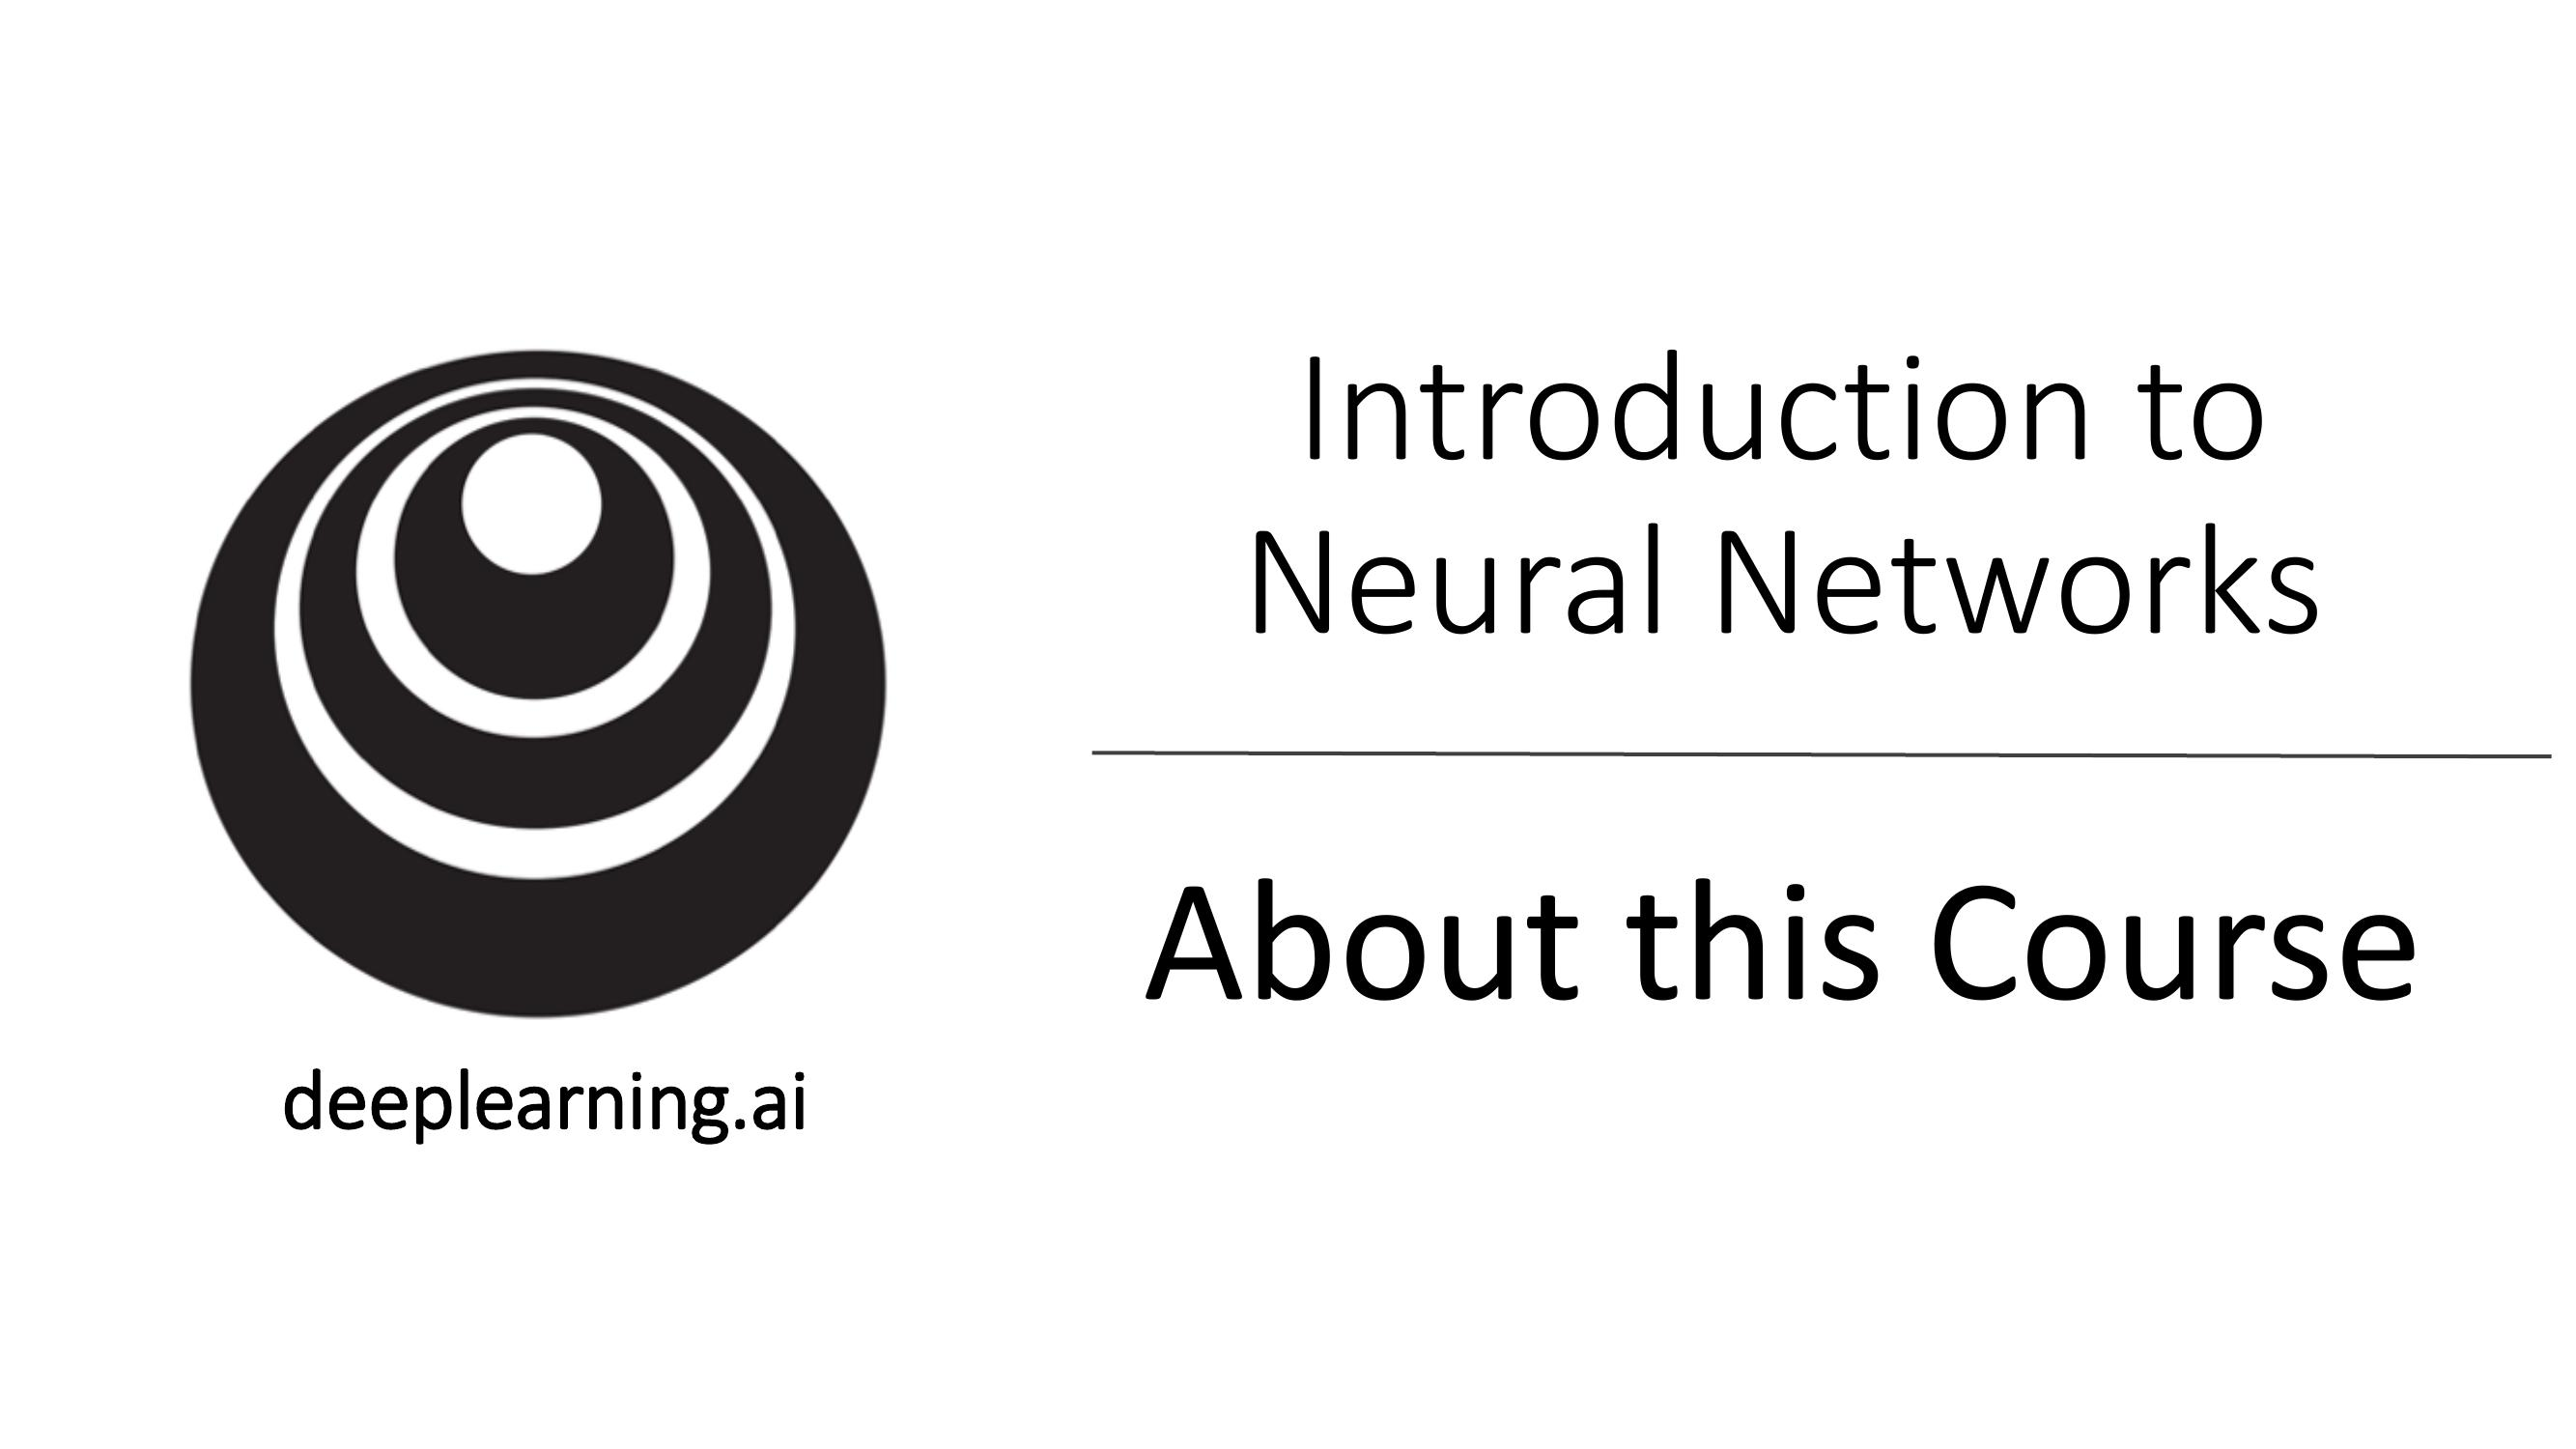 Introduction to
Neural Networks
About this Course
deeplearning.ai